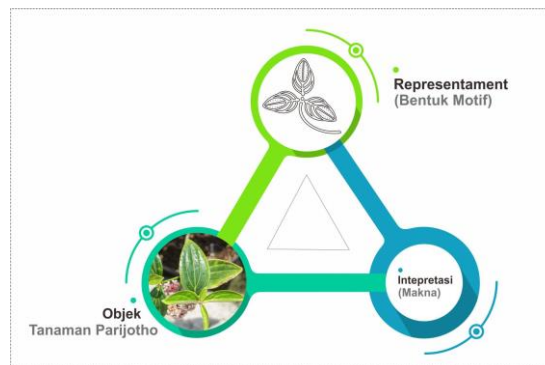 Representament
(Bentuk Motif)
Intepretasi
(Makna)
Objek
Tanaman Parijotho